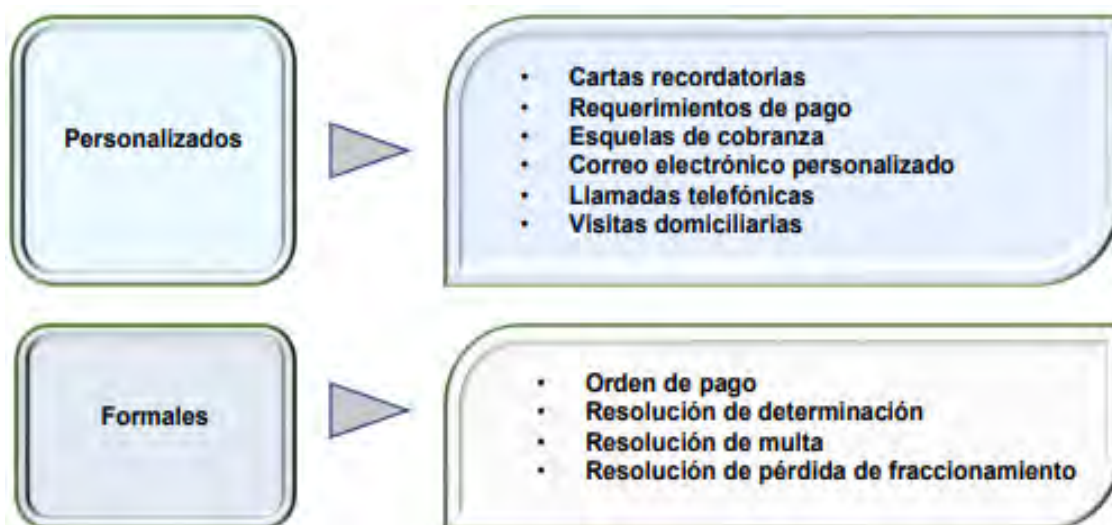 Personalizados
· Cartas recordatorias
· Requerimientos de pago
· Esquelas de cobranza
· Correo electrónico personalizado
· Llamadas telefónicas
· Visitas domiciliarias
Formales
· Orden de pago
· Resolución de determinación
· Resolución de multa
· Resolución de pérdida de fraccionamiento